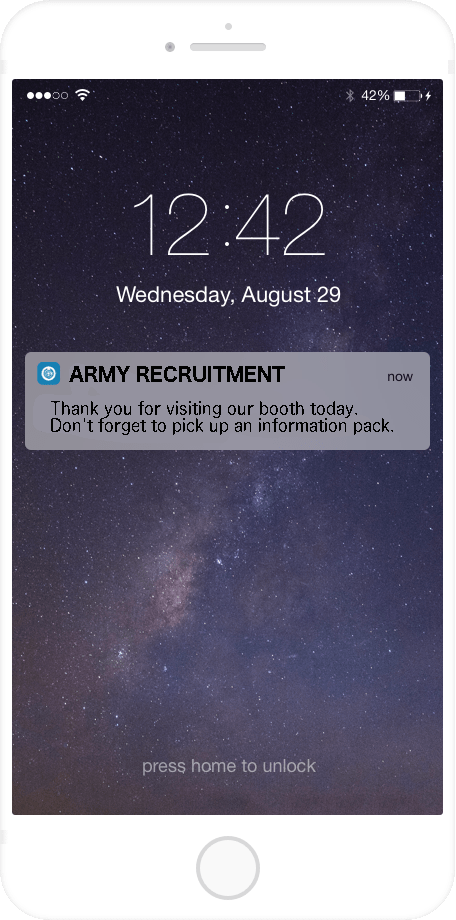 42%
12:42
Wednesday, August 29
ARMY RECRUITMENT
now
Thank you for visiting our booth today.
Don't forget to pick up an information pack.
press home to unlock